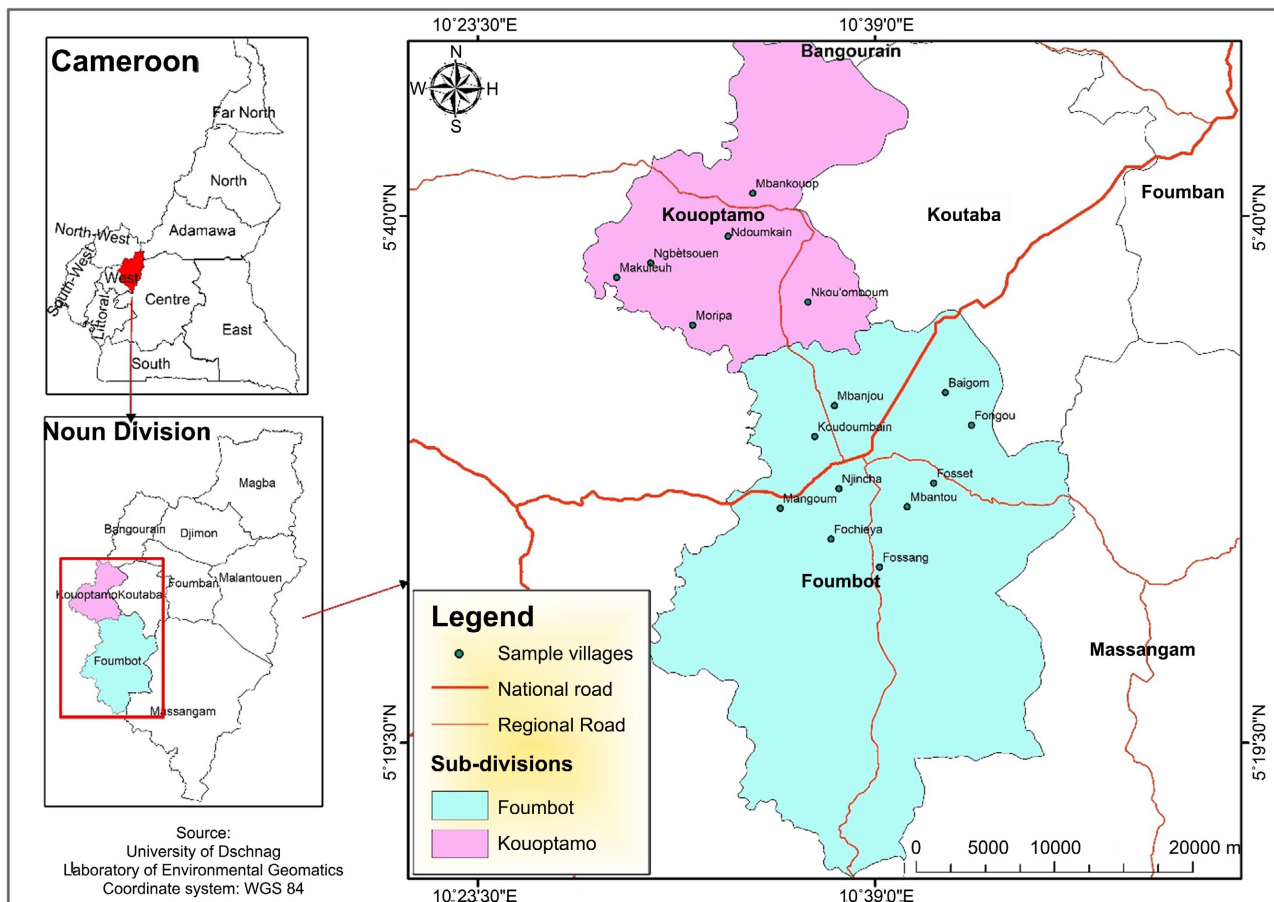 Cameroon
Far North
North
Adamawa
North-West
South-West
West
Littoral
Centre
East
South
Noun Division
Magba
Bangourain
Djimon
Foumban
Malantouen
Kouoptamo
Koutaba
Foumbot
Massangam
Source:
University of Dschnag
Laboratory of Environmental Geomatics
Coordinate system: WGS 84
10°23'30"E
10°39'0"E
N
W
H
S
Bangourain
Foumban
Koutaba
Mbankouop
Kouoptamo
Ndoumkain
Ngbètsouen
Makuleuh
Nkou'omboum
Moripa
Baigom
Mbanjou
Fongou
Koudoumbain
Fosset
Njincha
Mbantou
Mangoum
Fochieya
Fossang
Foumbot
Massangam
5°40'0"N
5°19'30"N
5°40'0"N
5°19'30"N
Legend
Sample villages
National road
Regional Road
Sub-divisions
Foumbot
Kouoptamo
0 5000 10000 20000 m
10°23'30"E
10°39'0"E